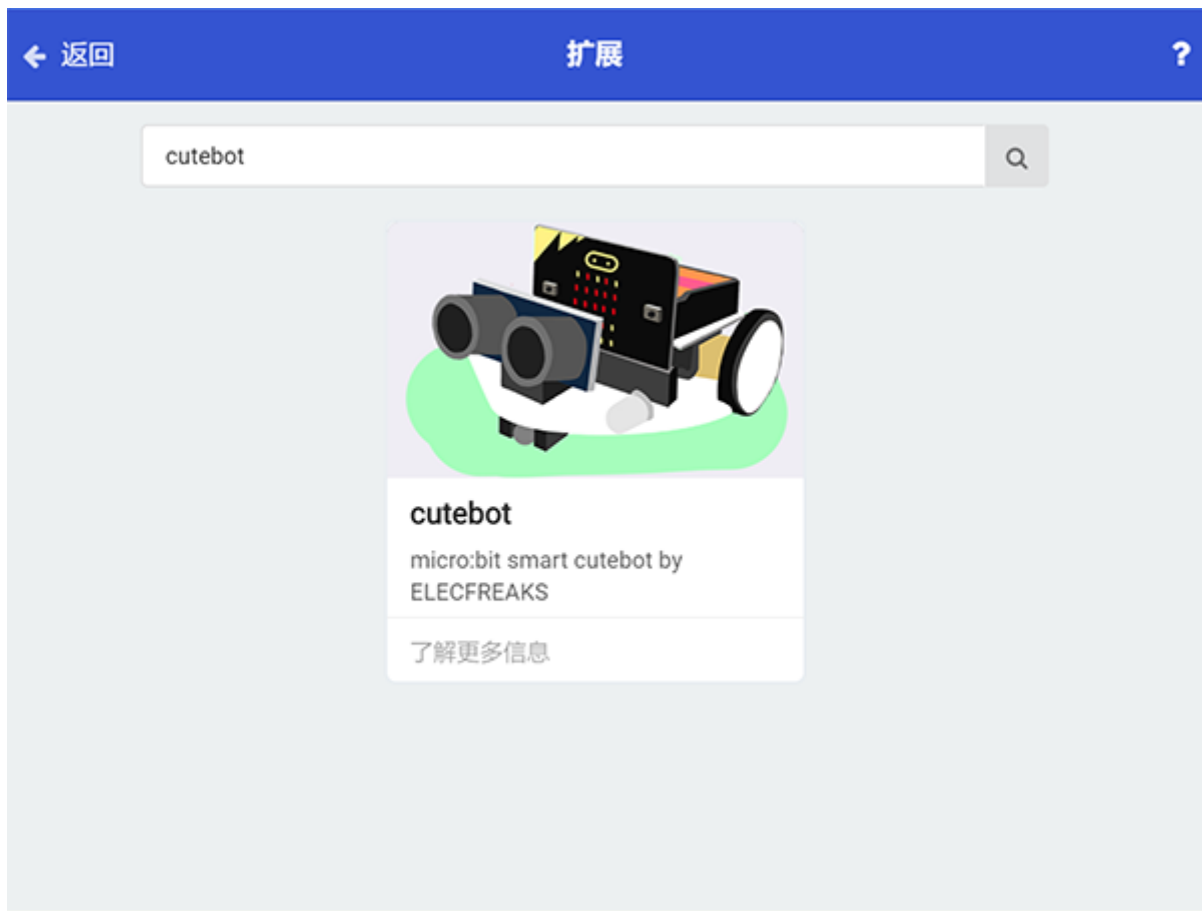 返回
扩展
?
cutebot
cutebot
micro:bit smart cutebot by
ELECFREAKS
了解更多信息